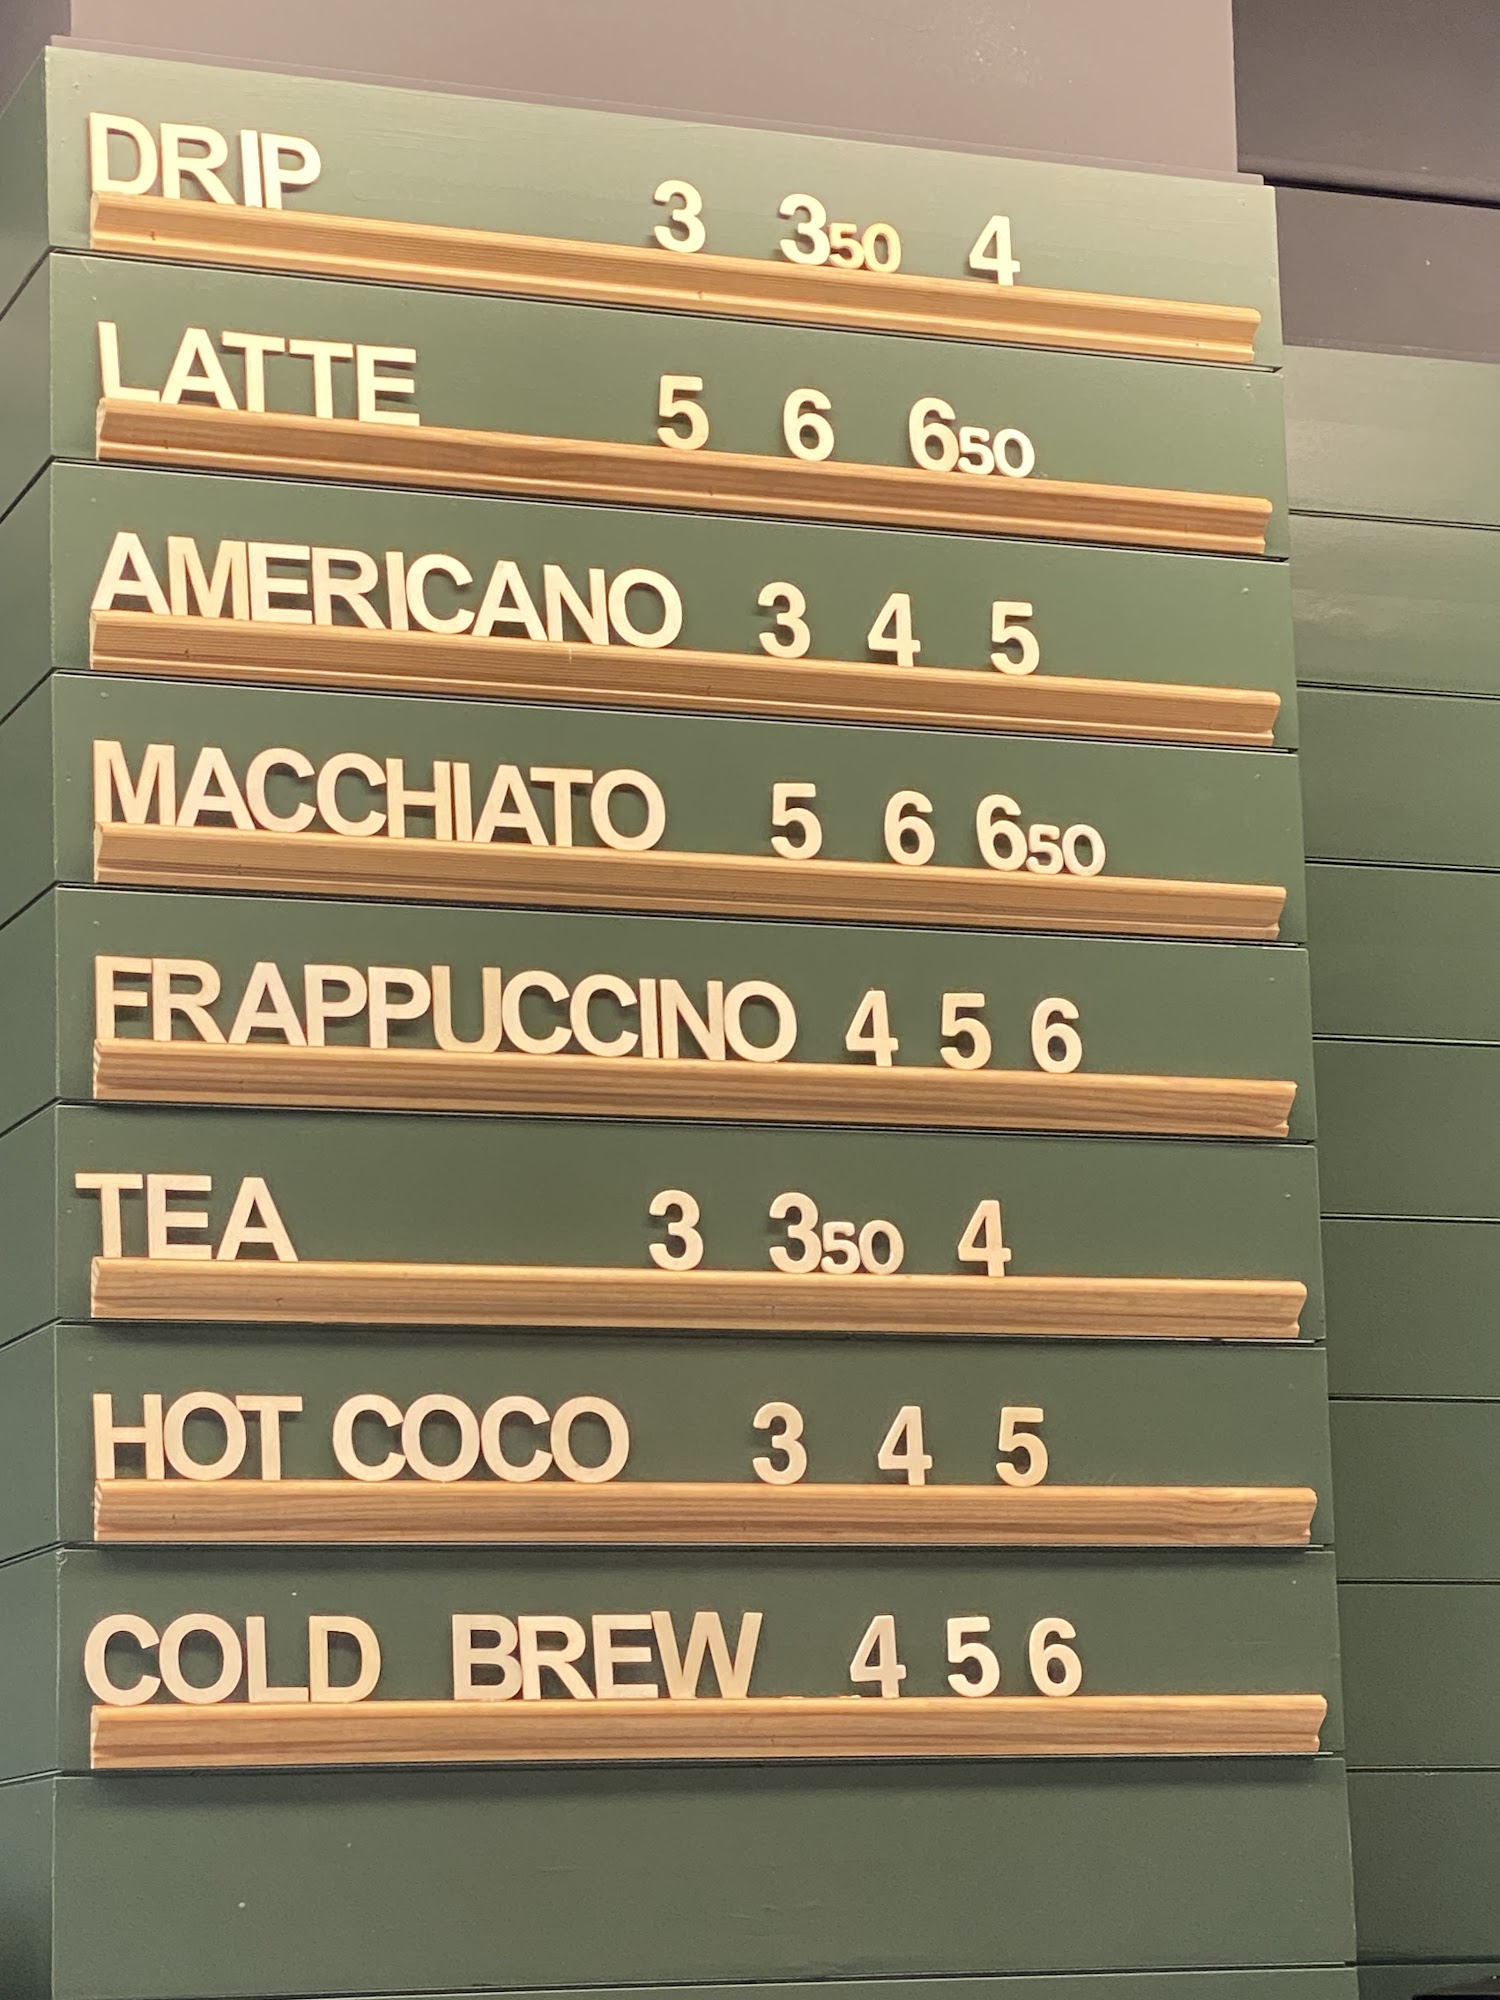 DRIP 3 350 4
LATTE 5 6 650
AMERICANO 3 4 5
MACCHIATO 5 6 650
FRAPPUCCINO 4 5 6
TEA 3 350 4
HOT COCO 3 4 5
COLD BREW 4 5 6